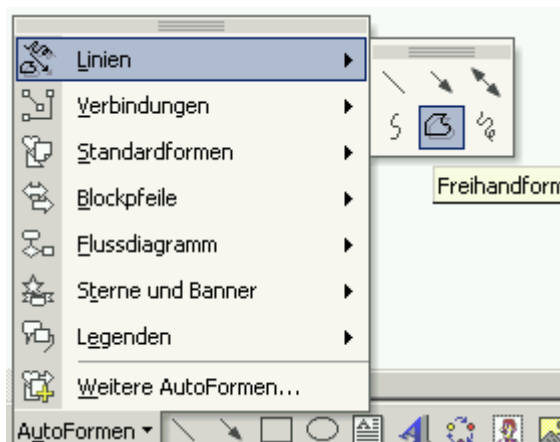 Linien
Verbindungen
Standardformen
Blockpfeile
Flussdiagramm
Sterne und Banner
Legenden
Weitere AutoFormen...
Freihandform
AutoFormen